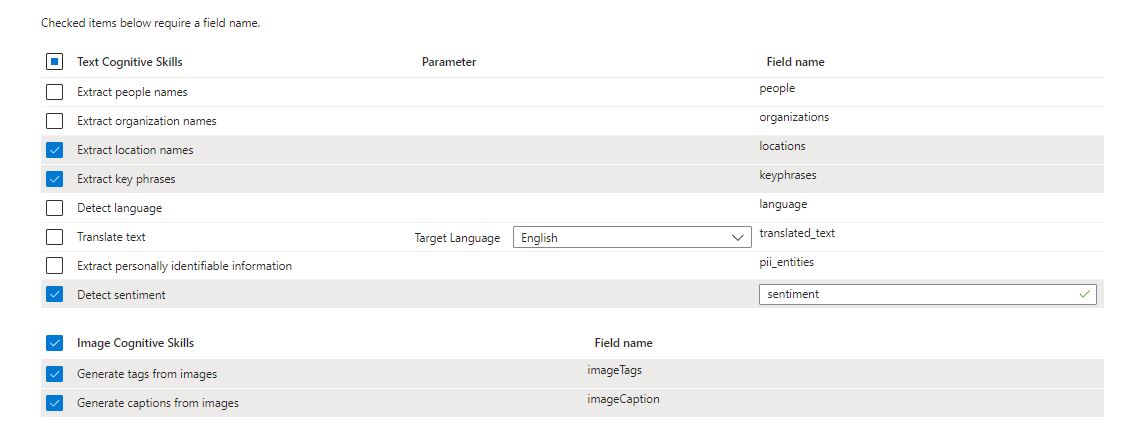 Checked items below require a field name.
Text Cognitive Skills Parameter Field name
Extract people names people
Extract organization names organizations
Extract location names locations
Extract key phrases keyphrases
Detect language language
Translate text Target Language English translated_text
Extract personally identifiable information pii_entities
Detect sentiment sentiment
Image Cognitive Skills Field name
Generate tags from images imageTags
Generate captions from images imageCaption